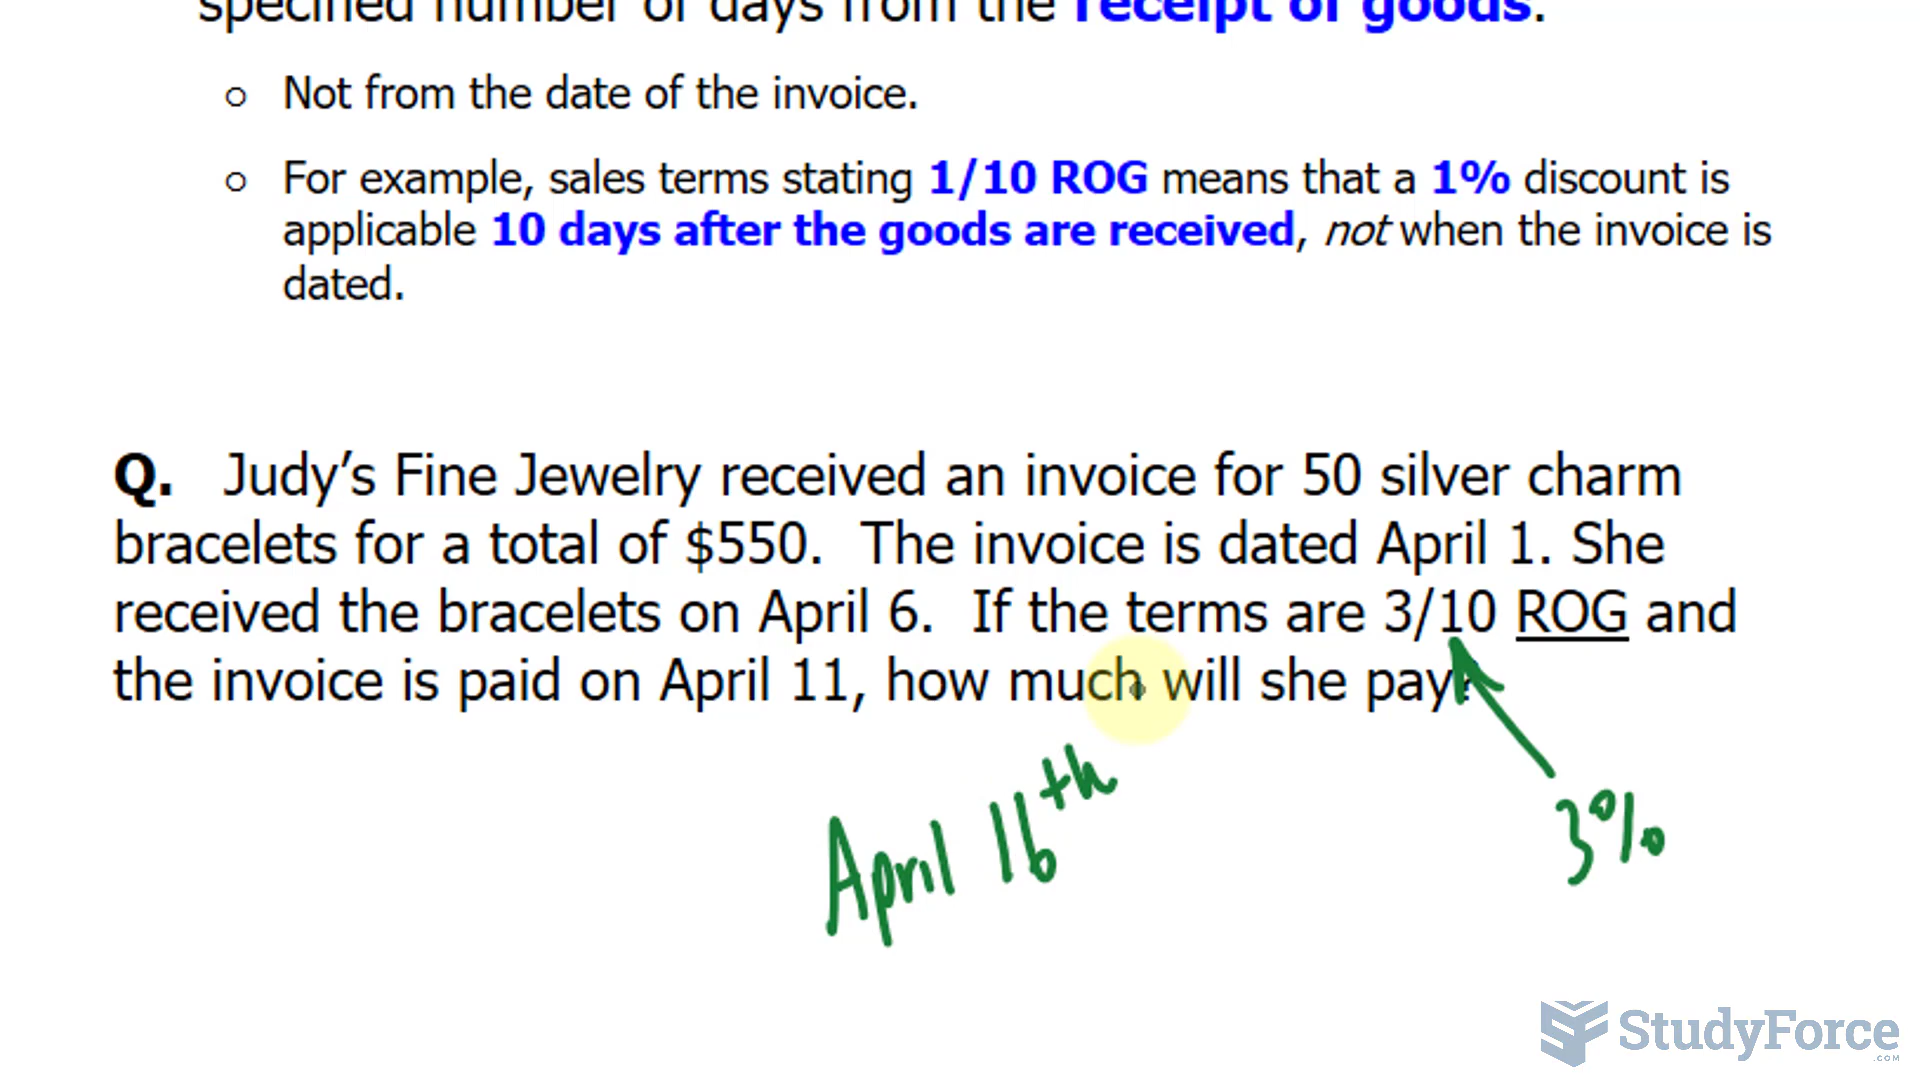 specified number of days from the receipt of goods.
○ Not from the date of the invoice.
○ For example, sales terms stating 1/10 ROG means that a 1% discount is
applicable 10 days after the goods are received, not when the invoice is
dated.
Q. Judy’s Fine Jewelry received an invoice for 50 silver charm
bracelets for a total of $550. The invoice is dated April 1. She
received the bracelets on April 6. If the terms are 3/10 ROG and
the invoice is paid on April 11, how much will she pay?
April 16th
3%
StudyForce
.COM